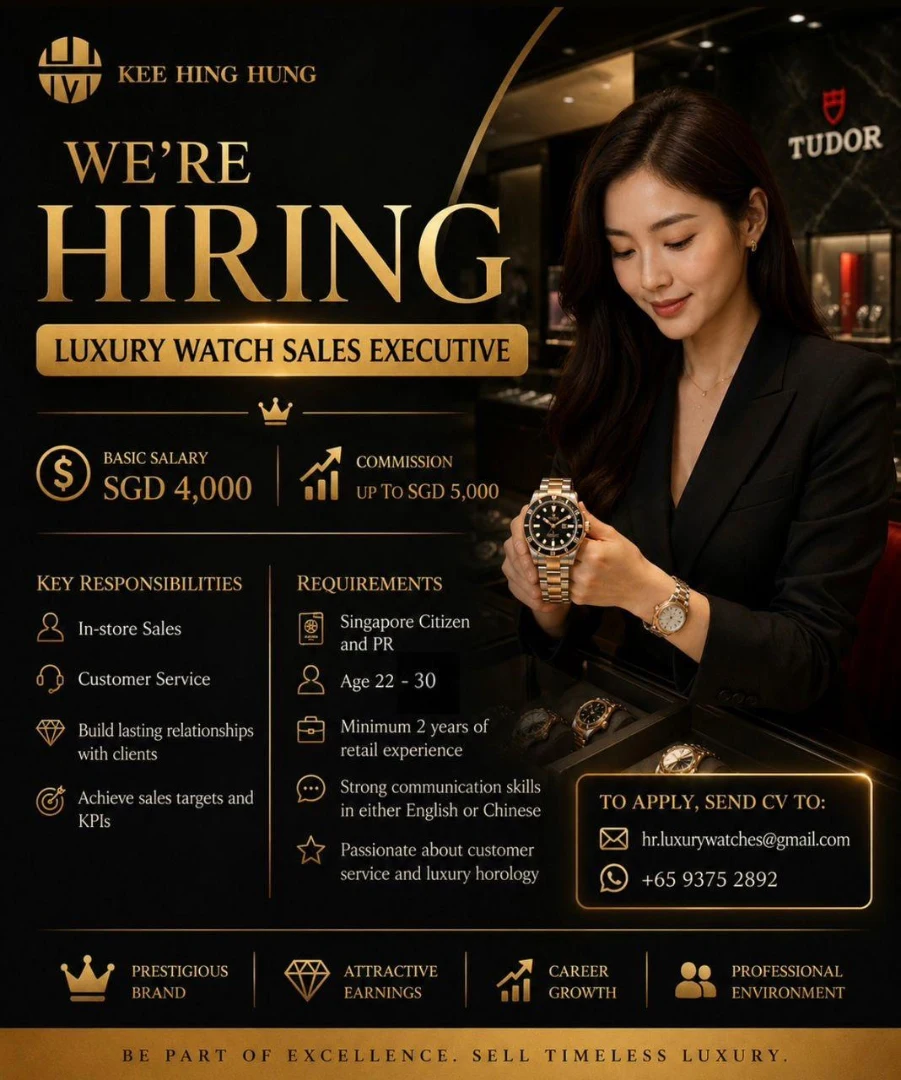 KEE HING HUNG
TUDOR
WE'RE
HIRING
LUXURY WATCH SALES EXECUTIVE
BASIC SALARY
SGD 4,000
COMMISSION
UP TO SGD 5,000
KEY RESPONSIBILITIES
In-store Sales
Customer Service
Build lasting relationships
with clients
Achieve sales targets and
KPIs
REQUIREMENTS
Singapore Citizen
and PR
Age 22 - 30
Minimum 2 years of
retail experience
Strong communication skills
in either English or Chinese
Passionate about customer
service and luxury horology
TO APPLY, SEND CV TO:
hr.luxurywatches@gmail.com
+65 9375 2892
PRESTIGIOUS
BRAND
ATTRACTIVE
EARNINGS
CAREER
GROWTH
PROFESSIONAL
ENVIRONMENT
BE PART OF EXCELLENCE. SELL TIMELESS LUXURY.